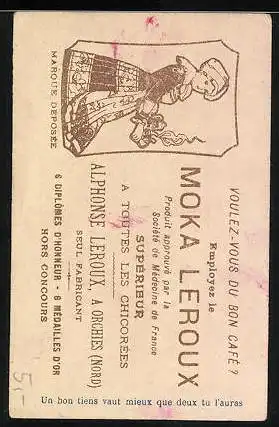 VOULEZ-VOUS DU BON CAFÉ ?
Employez le
MOKA LEROUX
Produit approuvé par la
Société de Médecine de France
SUPÉRIEUR
A TOUTES LES CHICORÉES
ALPHONSE LEROUX, A ORCHIES (NORD)
SEUL FABRICANT
6 DIPLÔMES D'HONNEUR - 6 MÉDAILLES D'OR
HORS CONCOURS
MARQUE DÉPOSÉE
Un bon tiens vaut mieux que deux tu l'auras
5,-